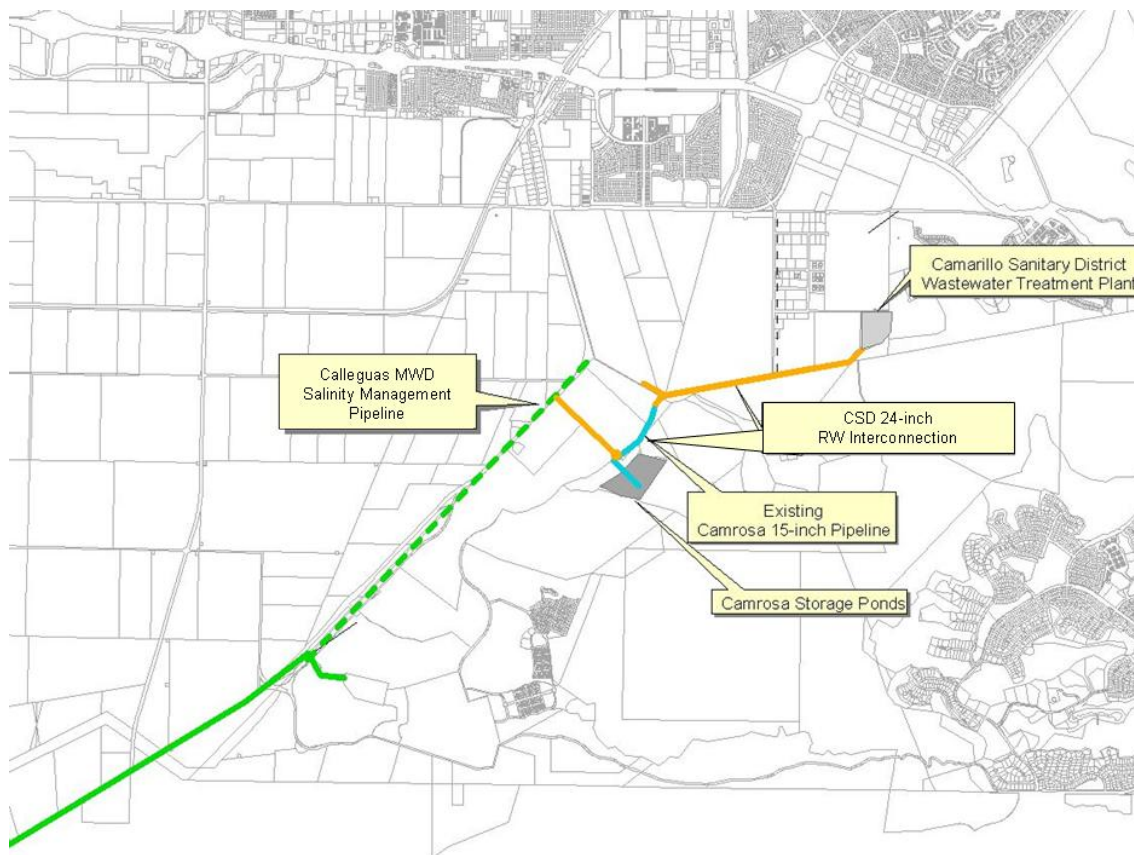 Camarillo Sanitary District
Wastewater Treatment Plant
Calleguas MWD
Salinity Management
Pipeline
CSD 24-inch
RW Interconnection
Existing
Camrosa 15-inch Pipeline
Camrosa Storage Ponds